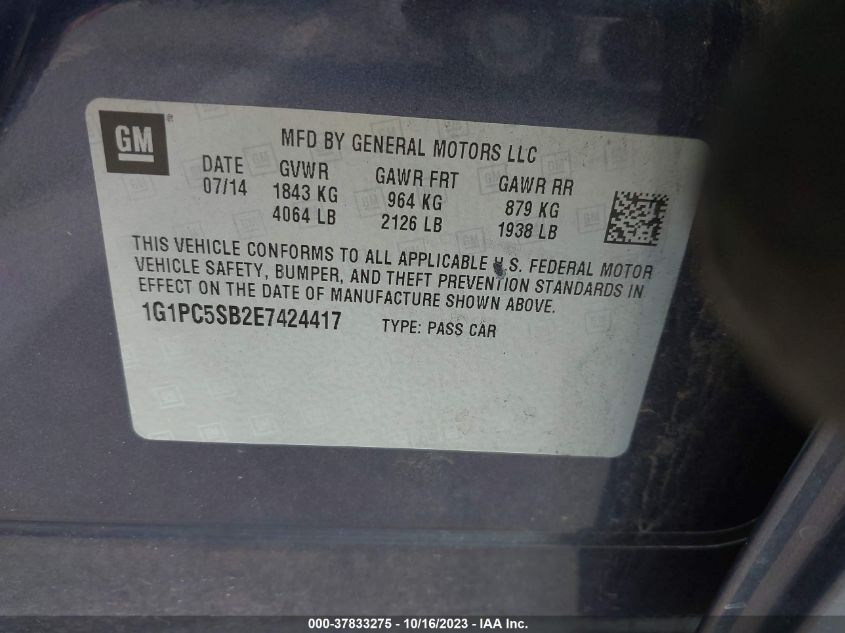 GM®
MFD BY GENERAL MOTORS LLC
DATE GVWR GAWR FRT GAWR RR
07/14 1843 KG 964 KG 879 KG
4064 LB 2126 LB 1938 LB
THIS VEHICLE CONFORMS TO ALL APPLICABLE U.S. FEDERAL MOTOR
VEHICLE SAFETY, BUMPER, AND THEFT PREVENTION STANDARDS IN
EFFECT ON THE DATE OF MANUFACTURE SHOWN ABOVE.
1G1PC5SB2E7424417 TYPE: PASS CAR
000-37833275 - 10/16/2023 - IAA Inc.